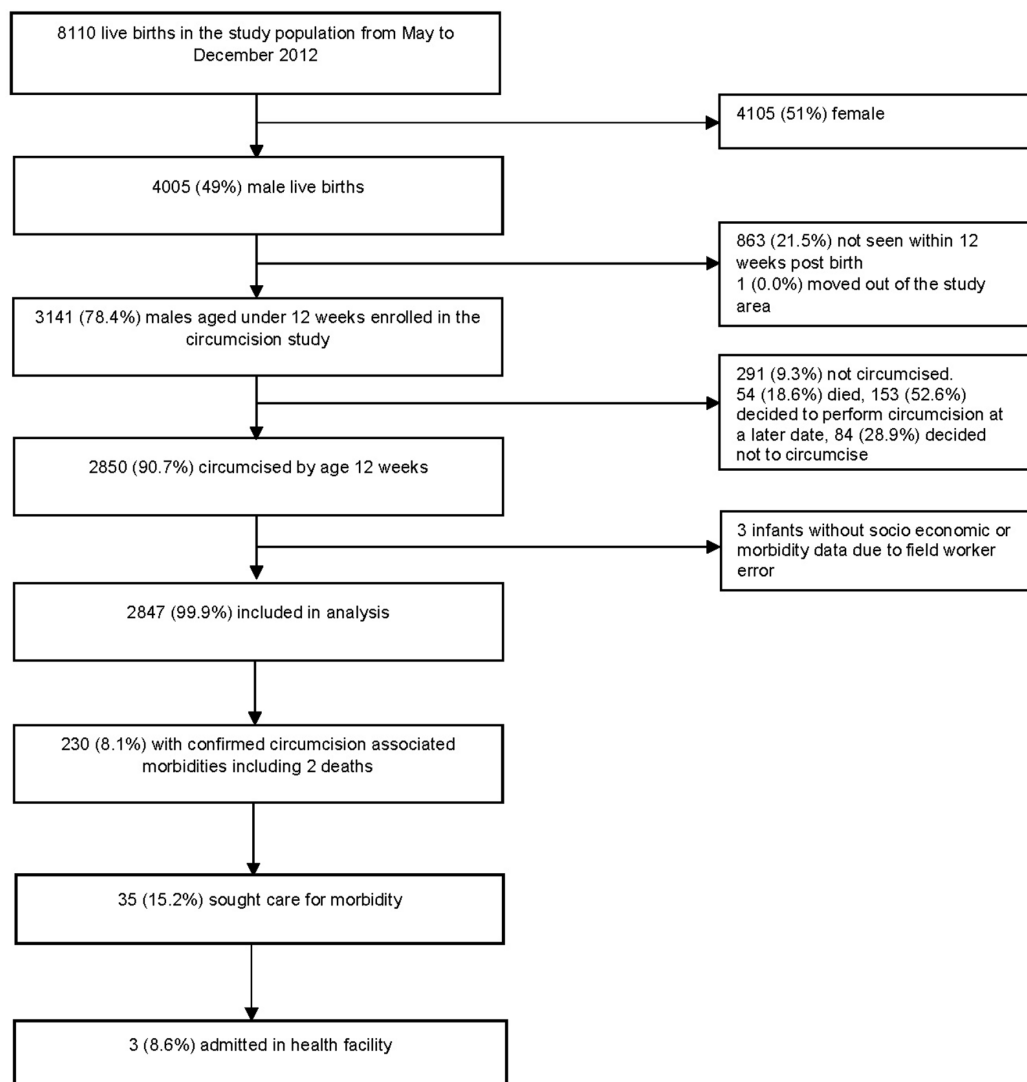 8110 live births in the study population from May to
December 2012
4105 (51%) female
4005 (49%) male live births
863 (21.5%) not seen within 12
weeks post birth
1 (0.0%) moved out of the study
area
3141 (78.4%) males aged under 12 weeks enrolled in the
circumcision study
291 (9.3%) not circumcised.
54 (18.6%) died, 153 (52.6%)
decided to perform circumcision at
a later date, 84 (28.9%) decided
not to circumcise
2850 (90.7%) circumcised by age 12 weeks
3 infants without socio economic or
morbidity data due to field worker
error
2847 (99.9%) included in analysis
230 (8.1%) with confirmed circumcision associated
morbidities including 2 deaths
35 (15.2%) sought care for morbidity
3 (8.6%) admitted in health facility